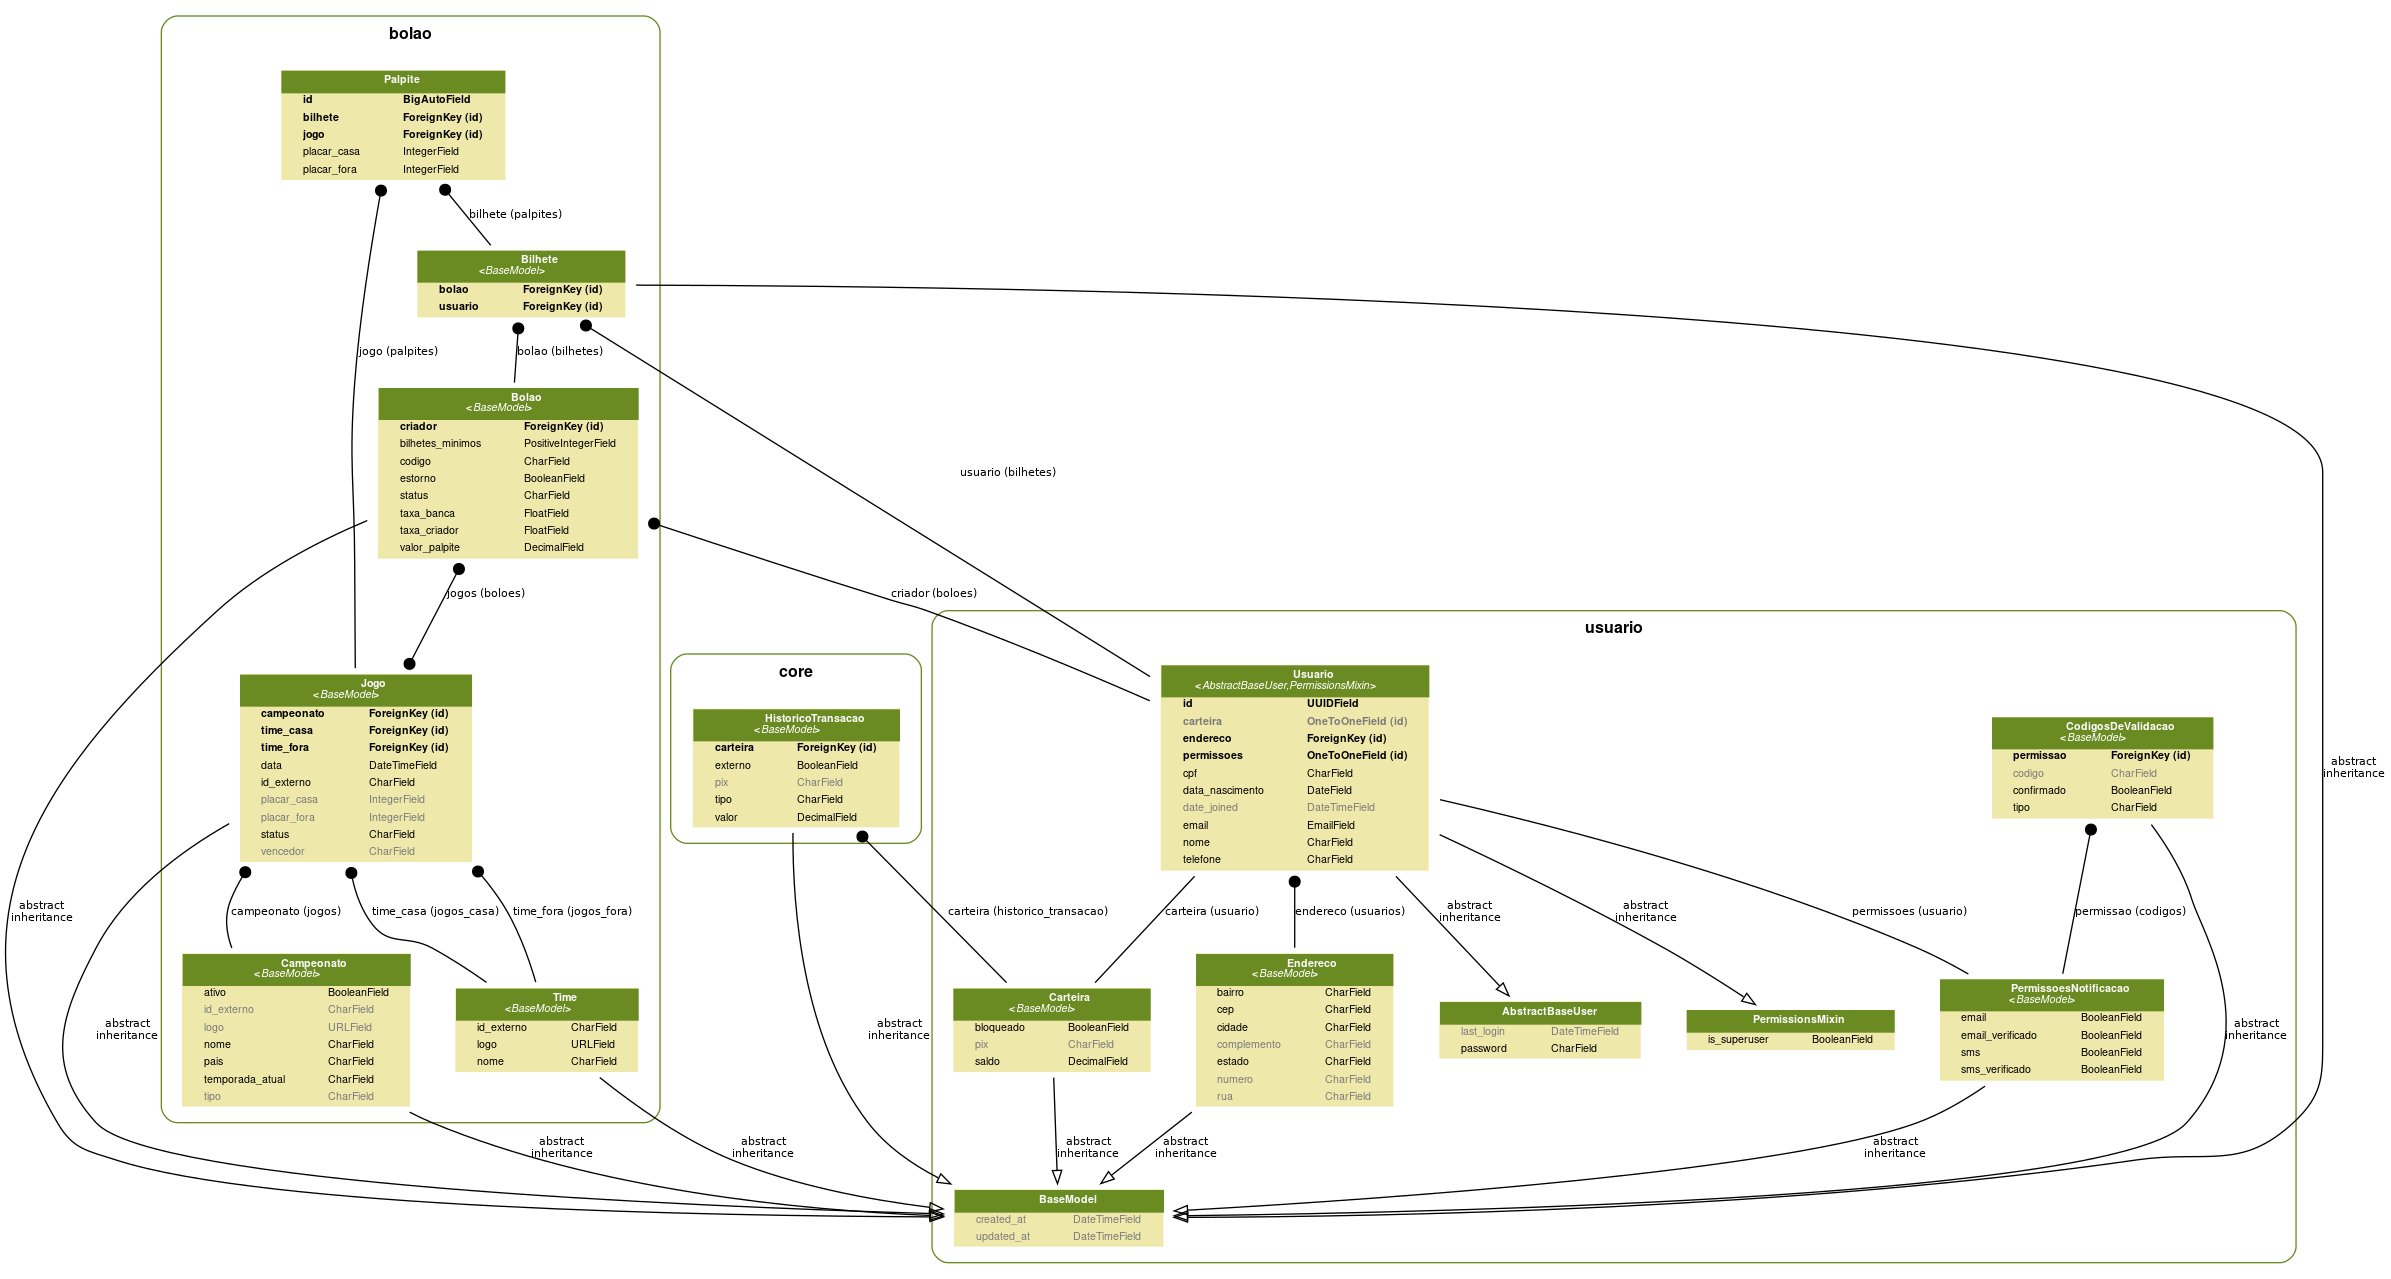 bolao
Palpite
id BigAutoField
bilhete ForeignKey (id)
jogo ForeignKey (id)
placar_casa IntegerField
placar_fora IntegerField
bilhete (palpites)
Bilhete
<BaseModel>
bolao ForeignKey (id)
usuario ForeignKey (id)
jogo (palpites)
bolao (bilhetes)
Bolao
<BaseModel>
criador ForeignKey (id)
bilhetes_minimos PositiveIntegerField
codigo CharField
estorno BooleanField
status CharField
taxa_banca FloatField
taxa_criador FloatField
valor_palpite DecimalField
usuario (bilhetes)
jogos (boloes)
criador (boloes)
Jogo
<BaseModel>
campeonato ForeignKey (id)
time_casa ForeignKey (id)
time_fora ForeignKey (id)
data DateTimeField
id_externo CharField
placar_casa IntegerField
placar_fora IntegerField
status CharField
vencedor CharField
abstract
inheritance
campeonato (jogos)
time_casa (jogos_casa)
time_fora (jogos_fora)
abstract
inheritance
Campeonato
<BaseModel>
ativo BooleanField
id_externo CharField
logo URLField
nome CharField
pais CharField
temporada_atual CharField
tipo CharField
Time
<BaseModel>
id_externo CharField
logo URLField
nome CharField
abstract
inheritance
abstract
inheritance
core
HistoricoTransacao
<BaseModel>
carteira ForeignKey (id)
externo BooleanField
pix CharField
tipo CharField
valor DecimalField
carteira (historico_transacao)
abstract
inheritance
usuario
Usuario
<AbstractBaseUser,PermissionsMixin>
id UUIDField
carteira OneToOneField (id)
endereco ForeignKey (id)
permissoes OneToOneField (id)
cpf CharField
data_nascimento DateField
date_joined DateTimeField
email EmailField
nome CharField
telefone CharField
CodigosDeValidacao
<BaseModel>
permissao ForeignKey (id)
codigo CharField
confirmado BooleanField
tipo CharField
abstract
inheritance
carteira (usuario)
endereco (usuarios)
abstract
inheritance
abstract
inheritance
permissoes (usuario)
permissao (codigos)
Carteira
<BaseModel>
bloqueado BooleanField
pix CharField
saldo DecimalField
Endereco
<BaseModel>
bairro CharField
cep CharField
cidade CharField
complemento CharField
estado CharField
numero CharField
rua CharField
AbstractBaseUser
last_login DateTimeField
password CharField
PermissionsMixin
is_superuser BooleanField
PermissoesNotificacao
<BaseModel>
email BooleanField
email_verificado BooleanField
sms BooleanField
sms_verificado BooleanField
abstract
inheritance
abstract
inheritance
abstract
inheritance
abstract
inheritance
BaseModel
created_at DateTimeField
updated_at DateTimeField